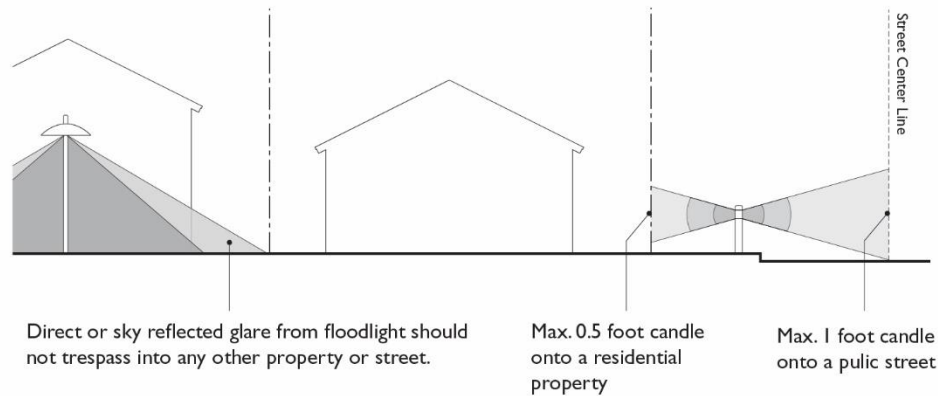 Street Center Line
Direct or sky reflected glare from floodlight should
not trespass into any other property or street.
Max. 0.5 foot candle
onto a residential
property
Max. 1 foot candle
onto a pulic street